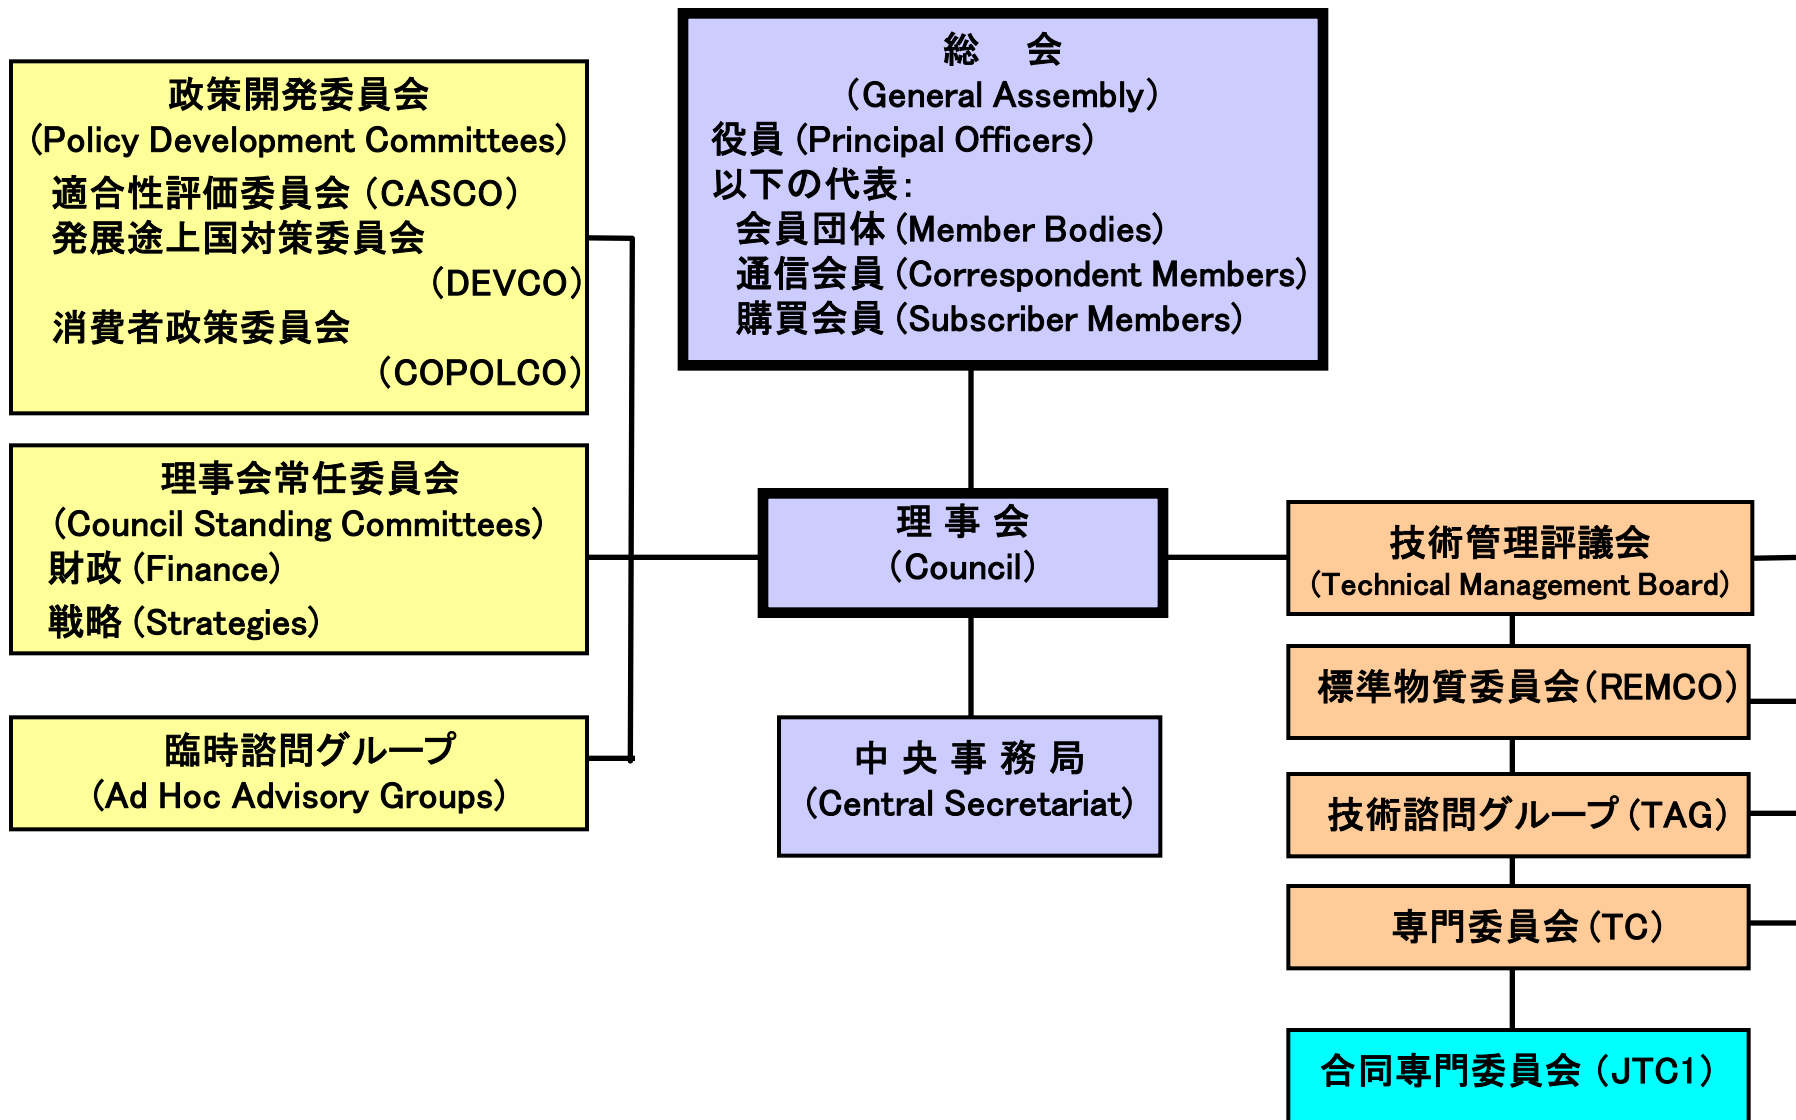 政策開発委員会
(Policy Development Committees)
適合性評価委員会 (CASCO)
発展途上国対策委員会
(DEVCO)
消費者政策委員会
(COPOLCO)
理事会常任委員会
(Council Standing Committees)
財政 (Finance)
戦略 (Strategies)
臨時諮問グループ
(Ad Hoc Advisory Groups)
総 会
(General Assembly)
役員 (Principal Officers)
以下の代表:
会員団体 (Member Bodies)
通信会員 (Correspondent Members)
購買会員 (Subscriber Members)
理 事 会
(Council)
中 央 事 務 局
(Central Secretariat)
技術管理評議会
(Technical Management Board)
標準物質委員会(REMCO)
技術諮問グループ (TAG)
専門委員会 (TC)
合同専門委員会 (JTC1)